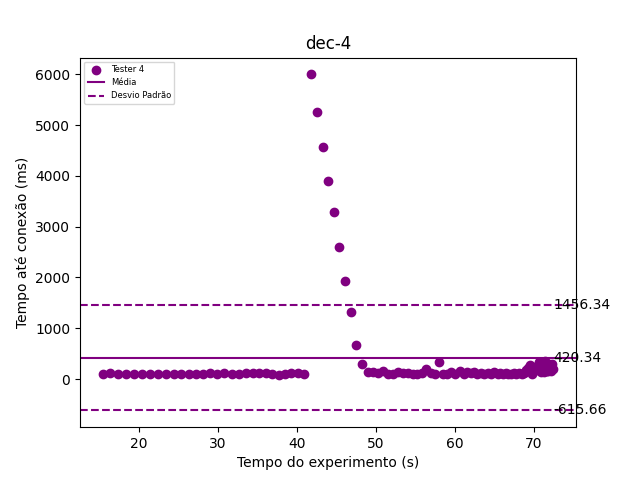 dec-4
Tester 4
Média
Desvio Padrão
6000
5000
4000
3000
2000
1000
0
Tempo até conexão (ms)
1456.34
420.34
-615.66
20
30
40
50
60
70
Tempo do experimento (s)